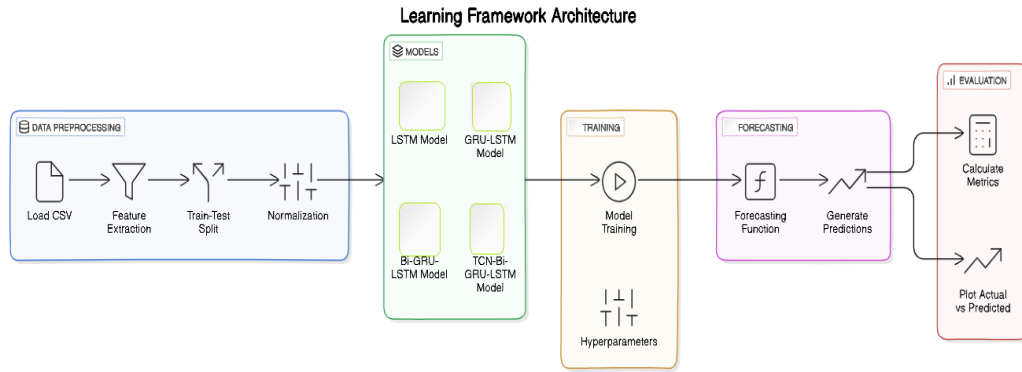 Learning Framework Architecture
DATA PREPROCESSING
Load CSV
Feature
Extraction
Train-Test
Split
Normalization
MODELS
LSTM Model
GRU-LSTM
Model
Bi-GRU-
LSTM Model
TCN-Bi-
GRU-LSTM
Model
TRAINING
Model
Training
Hyperparameters
FORECASTING
Forecasting
Function
Generate
Predictions
EVALUATION
Calculate
Metrics
Plot Actual
vs Predicted